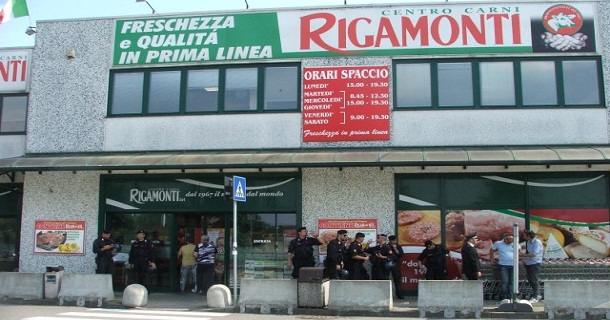 CENTRO CARNI
FRESCHEZZA
e QUALITÁ
IN PRIMA LINEA
RIGAMONTI
NTI
ORARI SPACCIO
LUNEDI' 15.00 - 19.30
MARTEDI' 8.45 - 12.30
MERCOLEDI' 15.00 - 19.30
GIOVEDI'
VENERDI' 9.00 - 19.30
SABATO
Freschezza in prima linea
RIGAMONTI dal 1967 il dal mondo
ENTRATA